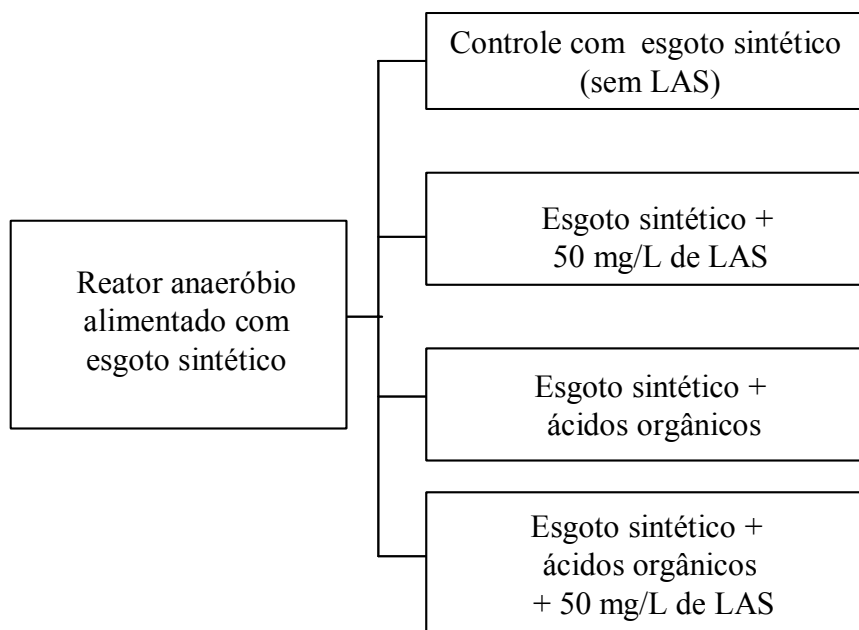 Controle com esgoto sintético
(sem LAS)
Esgoto sintético +
50 mg/L de LAS
Reator anaeróbio
alimentado com
esgoto sintético
Esgoto sintético +
ácidos orgânicos
Esgoto sintético +
ácidos orgânicos
+ 50 mg/L de LAS